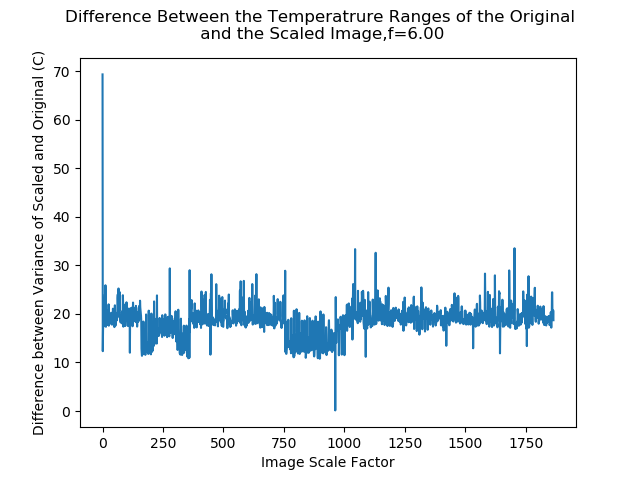 Difference Between the Temperatrure Ranges of the Original
and the Scaled Image,f=6.00
Difference between Variance of Scaled and Original (C)
70
60
50
40
30
20
10
0
0 250 500 750 1000 1250 1500 1750
Image Scale Factor